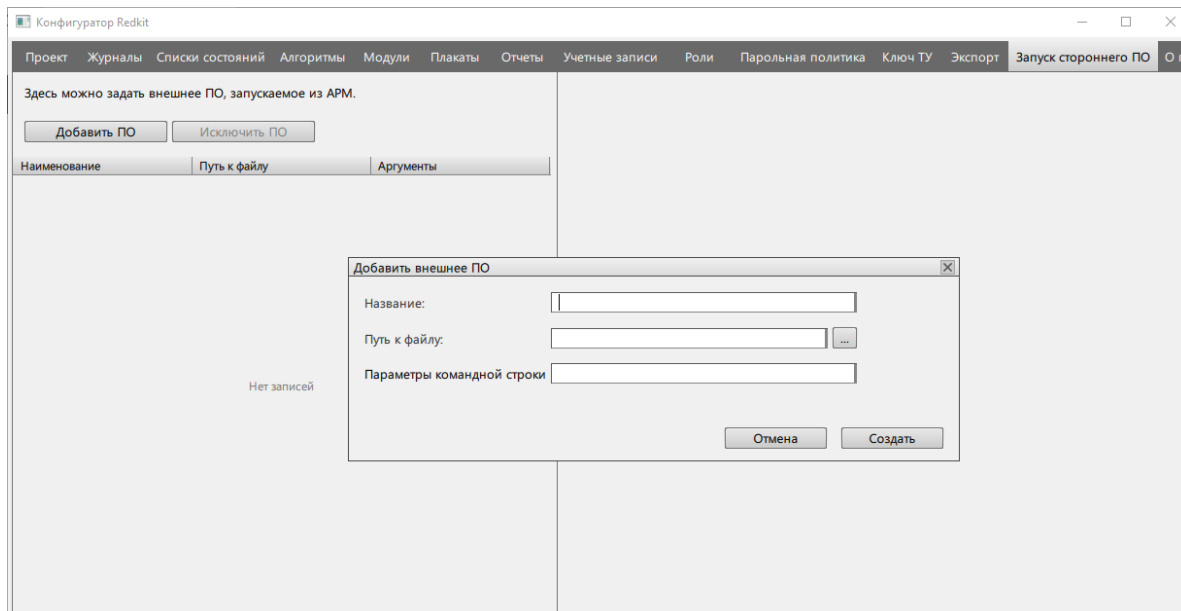 Конфигуратор Redkit
Проект Журналы Списки состояний Алгоритмы Модули Плакаты Отчеты Учетные записи Роли Парольная политика Ключ ТУ Экспорт Запуск стороннего ПО О
Здесь можно задать внешнее ПО, запускаемое из АРМ.
Добавить ПО Исключить ПО
Наименование Путь к файлу Аргументы
Добавить внешнее ПО
Название:
Путь к файлу: ...
Параметры командной строки
Нет записей
Отмена Создать